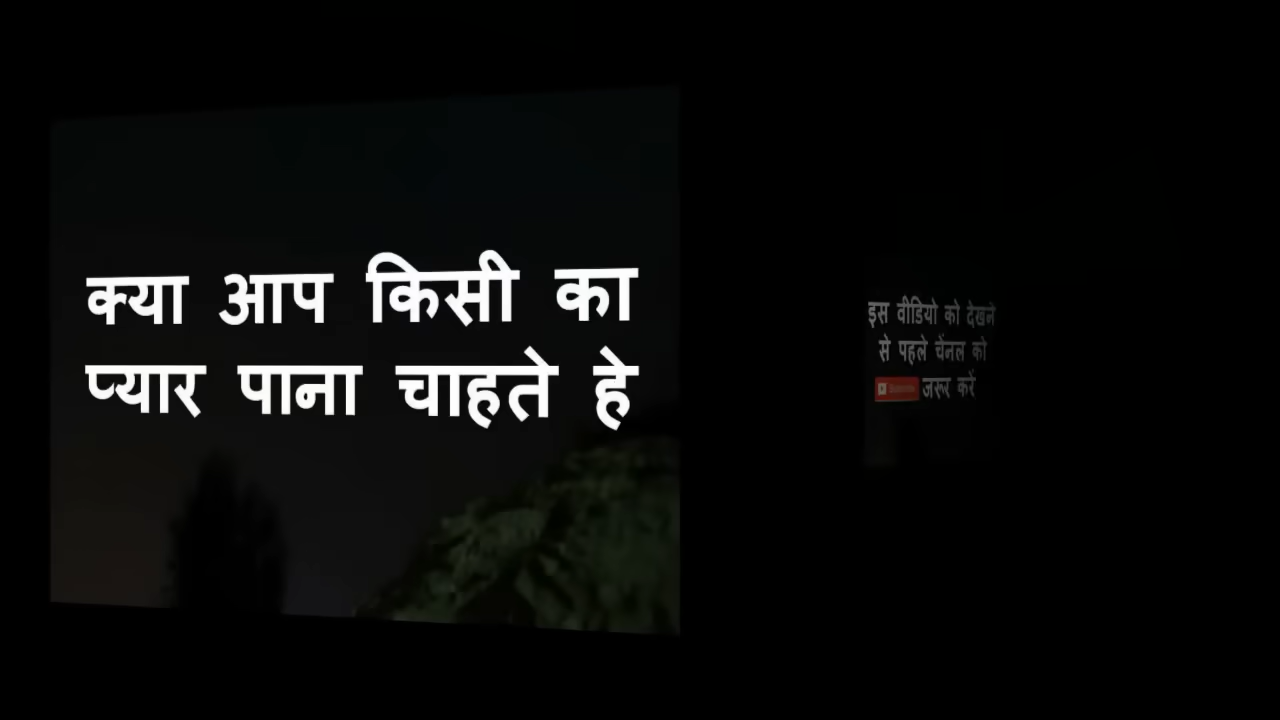 क्या आप किसी का
प्यार पाना चाहते हे
इस वीडियो को देखने
से पहले चेंनल को
जरूर करें